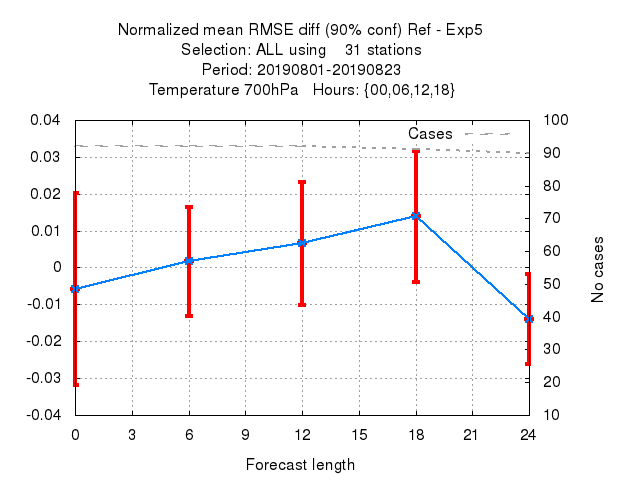 Normalized mean RMSE diff (90% conf) Ref - Exp5
Selection: ALL using    31 stations
Period: 20190801-20190823
Temperature 700hPa   Hours: {00,06,12,18}
Cases
0.04
0.03
0.02
0.01
0
-0.01
-0.02
-0.03
-0.04
100
90
80
70
60
50
40
30
20
10
No cases
0 3 6 9 12 15 18 21 24
Forecast length